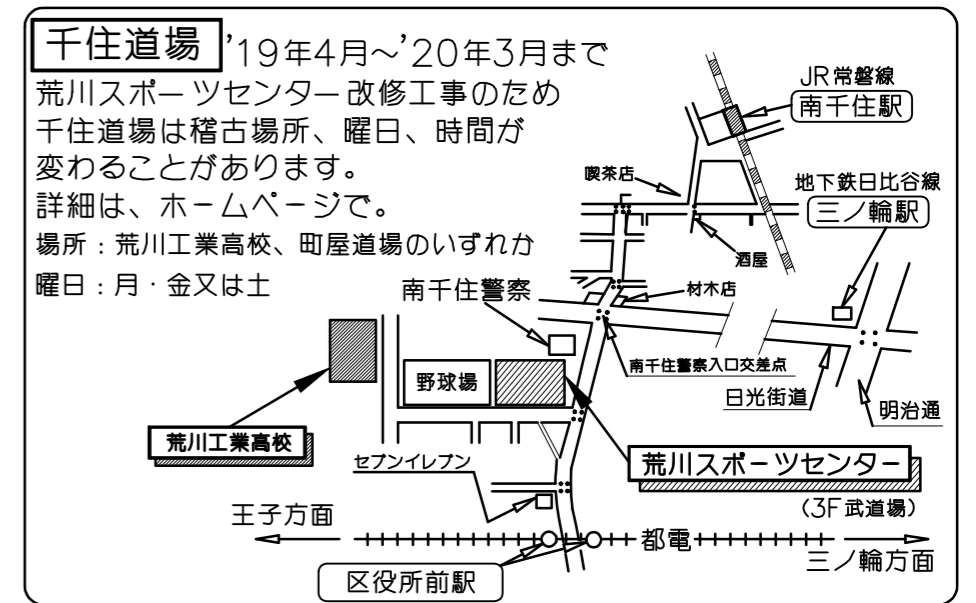 千住道場 '19年4月～'20年3月まで
荒川スポーツセンター改修工事のため
千住道場は稽古場所、曜日、時間が
変わることがあります。
詳細は、ホームページで。
場所：荒川工業高校、町屋道場のいずれか
曜日：月・金又は土
JR常磐線
南千住駅
喫茶店
地下鉄日比谷線
三ノ輪駅
酒屋
南千住警察
材木店
南千住警察入口交差点
野球場
日光街道
明治通
荒川工業高校
セブンイレブン
荒川スポーツセンター
(3F武道場)
王子方面
都電
三ノ輪方面
区役所前駅